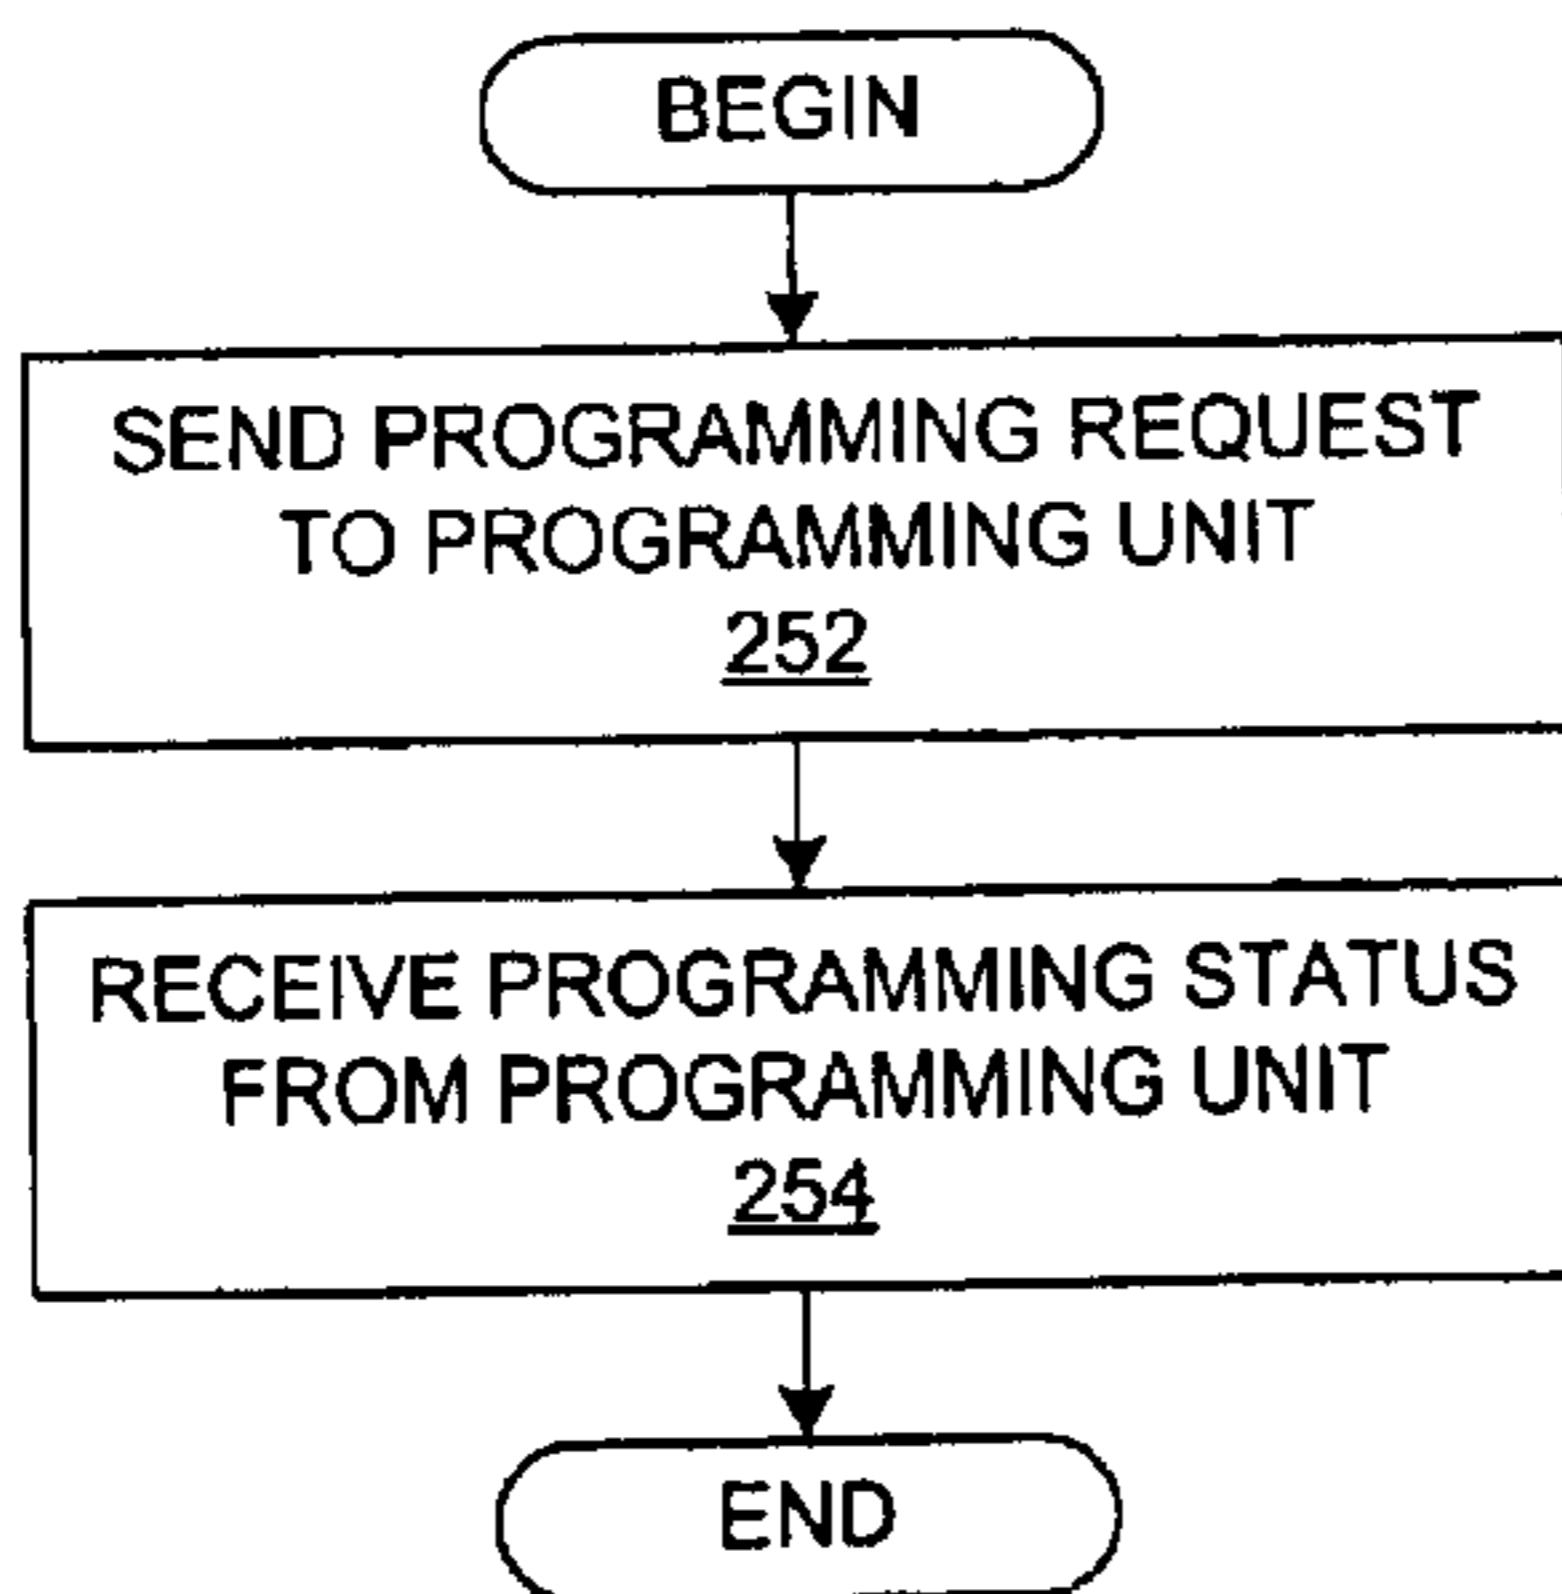 BEGIN
SEND PROGRAMMING REQUEST
TO PROGRAMMING UNIT
252
RECEIVE PROGRAMMING STATUS
FROM PROGRAMMING UNIT
254
END